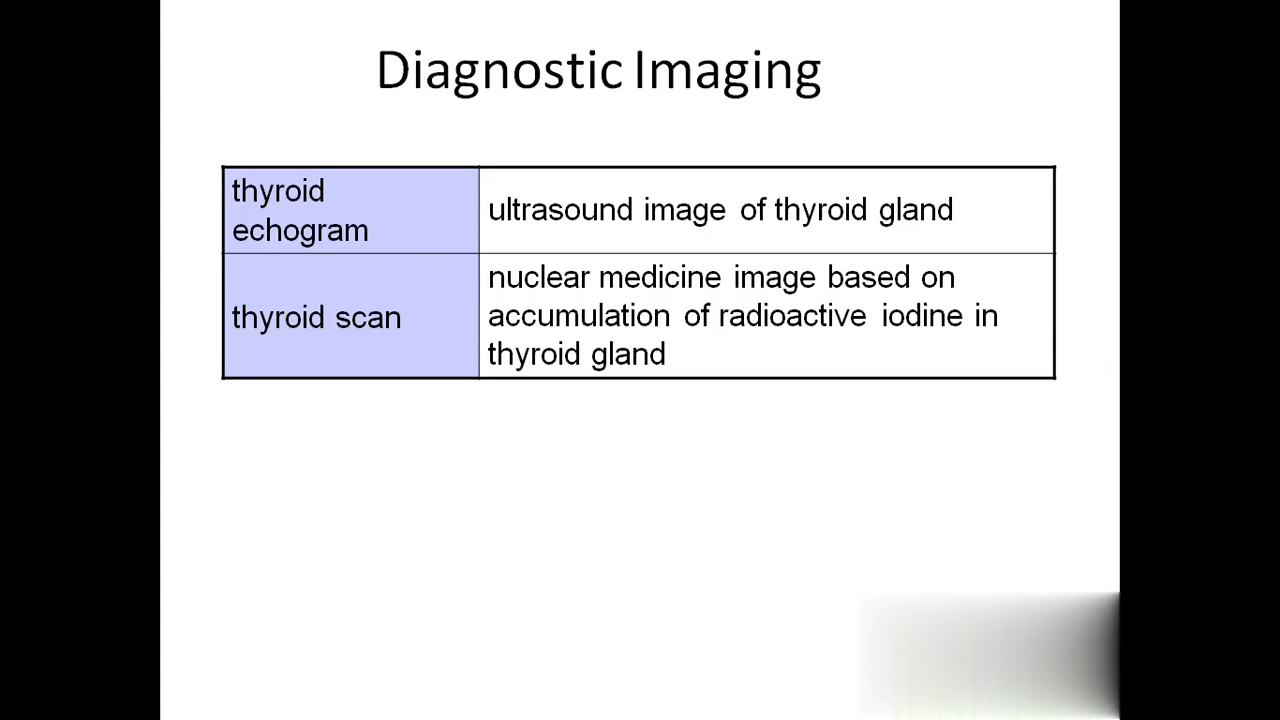 Diagnostic Imaging
thyroid
echogram
ultrasound image of thyroid gland
thyroid scan
nuclear medicine image based on
accumulation of radioactive iodine in
thyroid gland